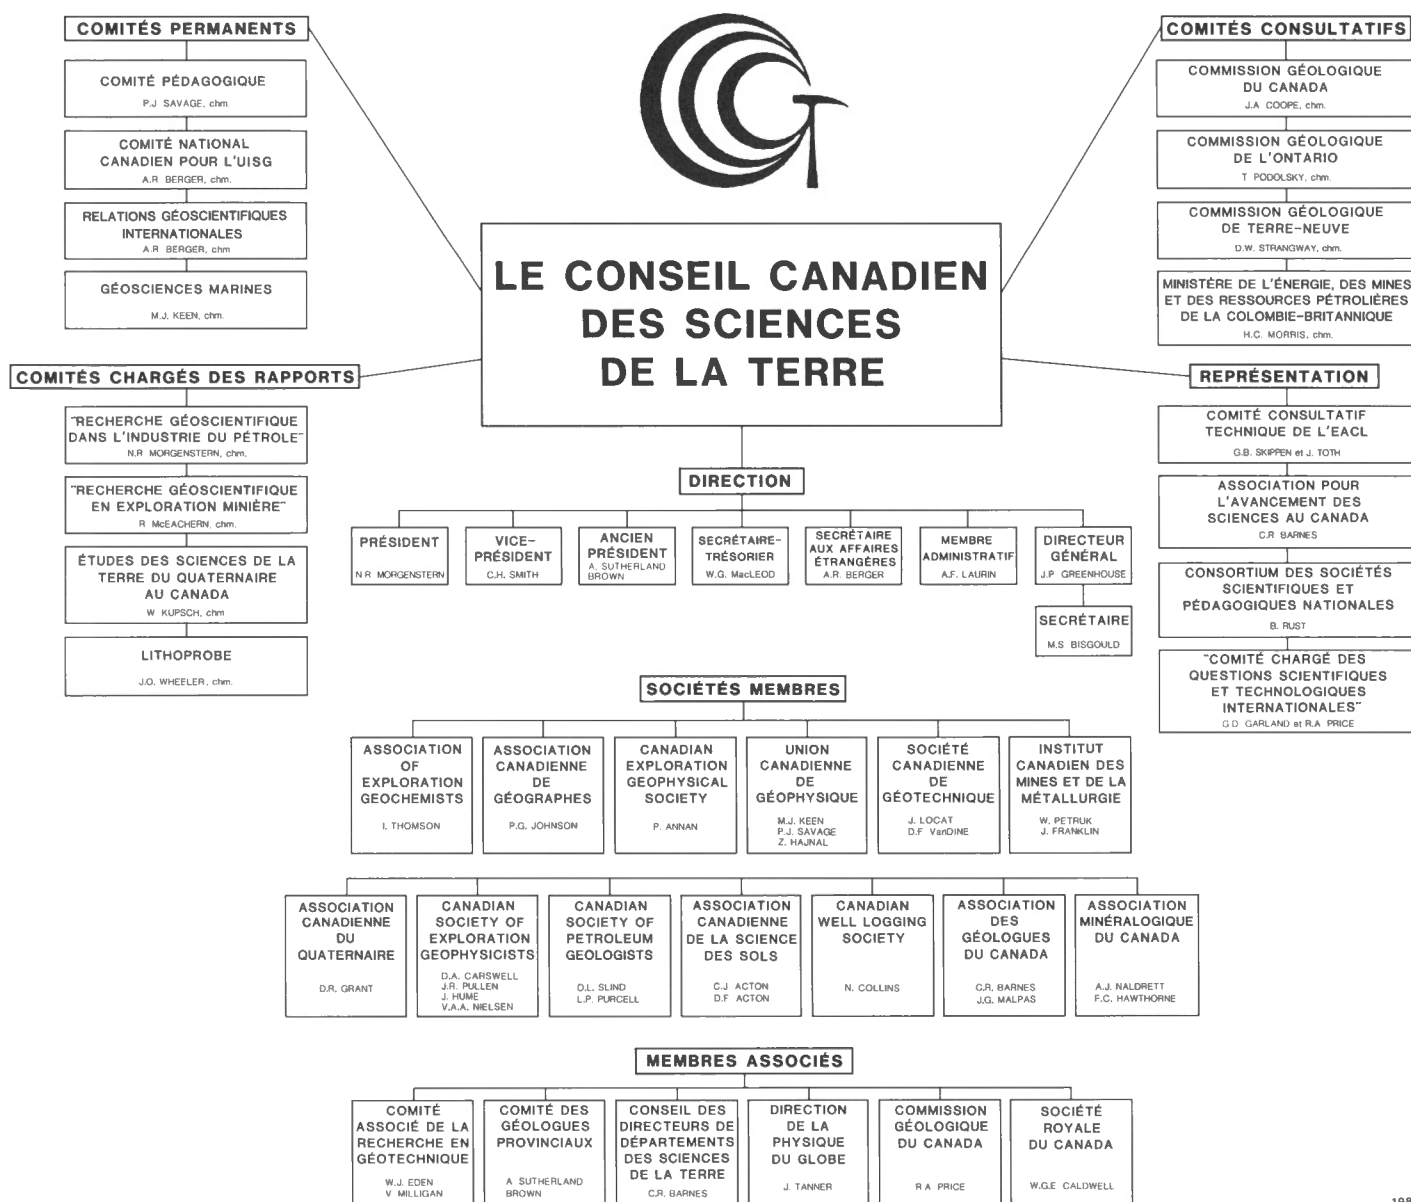 COMITÉS PERMANENTS
COMITÉ PÉDAGOGIQUE
P.J SAVAGE, chm.
COMITÉ NATIONAL
CANADIEN POUR L'UISG
A.R BERGER, chm.
RELATIONS GÉOSCIENTIFIQUES
INTERNATIONALES
A.R BERGER, chm
GÉOSCIENCES MARINES
M.J. KEEN, chm.
COMITÉS CONSULTATIFS
COMMISSION GÉOLOGIQUE
DU CANADA
J.A COOPE, chm.
COMMISSION GÉOLOGIQUE
DE L'ONTARIO
T PODOLSKY, chm.
COMMISSION GÉOLOGIQUE
DE TERRE-NEUVE
D.W. STRANGWAY, chm.
MINISTÈRE DE L'ÉNERGIE, DES MINES
ET DES RESSOURCES PÉTROLIÈRES
DE LA COLOMBIE-BRITANNIQUE
H.C. MORRIS, chm.
LE CONSEIL CANADIEN
DES SCIENCES
DE LA TERRE
COMITÉS CHARGÉS DES RAPPORTS
"RECHERCHE GÉOSCIENTIFIQUE
DANS L'INDUSTRIE DU PÉTROLE"
N.R MORGENSTERN, chm.
"RECHERCHE GÉOSCIENTIFIQUE
EN EXPLORATION MINIÈRE"
R McEACHERN, chm.
ÉTUDES DES SCIENCES DE LA
TERRE DU QUATERNAIRE
AU CANADA
W KUPSCH, chm
LITHOPROBE
J.O. WHEELER, chm.
REPRÉSENTATION
COMITÉ CONSULTATIF
TECHNIQUE DE L'EACL
G.B. SKIPPEN et J. TOTH
ASSOCIATION POUR
L'AVANCEMENT DES
SCIENCES AU CANADA
C.R BARNES
CONSORTIUM DES SOCIÉTÉS
SCIENTIFIQUES ET
PÉDAGOGIQUES NATIONALES
B. RUST
"COMITÉ CHARGÉ DES
QUESTIONS SCIENTIFIQUES
ET TECHNOLOGIQUES
INTERNATIONALES"
G.D GARLAND et R.A PRICE
DIRECTION
PRÉSIDENT
N.R MORGENSTERN
VICE-
PRÉSIDENT
C.H. SMITH
ANCIEN
PRÉSIDENT
A. SUTHERLAND
BROWN
SECRÉTAIRE-
TRÉSORIER
W.G. MacLEOD
SECRÉTAIRE
AUX AFFAIRES
ÉTRANGÈRES
A.R. BERGER
MEMBRE
ADMINISTRATIF
A.F. LAURIN
DIRECTEUR
GÉNÉRAL
J.P GREENHOUSE
SECRÉTAIRE
M.S BISGOULD
SOCIÉTÉS MEMBRES
ASSOCIATION
OF
EXPLORATION
GEOCHEMISTS
I. THOMSON
ASSOCIATION
CANADIENNE
DE
GÉOGRAPHES
P.G. JOHNSON
CANADIAN
EXPLORATION
GEOPHYSICAL
SOCIETY
P. ANNAN
UNION
CANADIENNE
DE
GÉOPHYSIQUE
M.J. KEEN
P.J. SAVAGE
Z. HAJNAL
SOCIÉTÉ
CANADIENNE
DE
GÉOTECHNIQUE
J. LOCAT
D.F VanDINE
INSTITUT
CANADIEN DES
MINES ET DE LA
MÉTALLURGIE
W. PETRUK
J. FRANKLIN
ASSOCIATION
CANADIENNE
DU
QUATERNAIRE
D.R. GRANT
CANADIAN
SOCIETY OF
EXPLORATION
GEOPHYSICISTS
D.A. CARSWELL
J.R. PULLEN
J. HUME
V.A.A. NIELSEN
CANADIAN
SOCIETY OF
PETROLEUM
GEOLOGISTS
O.L. SLIND
L.P. PURCELL
ASSOCIATION
CANADIENNE
DE LA SCIENCE
DES SOLS
C.J ACTON
D.F ACTON
CANADIAN
WELL LOGGING
SOCIETY
N. COLLINS
ASSOCIATION
DES
GÉOLOGUES
DU CANADA
C.R. BARNES
J.G. MALPAS
ASSOCIATION
MINÉRALOGIQUE
DU CANADA
A.J. NALDRETT
F.C. HAWTHORNE
MEMBRES ASSOCIÉS
COMITÉ
ASSOCIÉ DE LA
RECHERCHE EN
GÉOTECHNIQUE
W.J. EDEN
V MILLIGAN
COMITÉ DES
GÉOLOGUES
PROVINCIAUX
A SUTHERLAND
BROWN
CONSEIL DES
DIRECTEURS DE
DÉPARTEMENTS
DES SCIENCES
DE LA TERRE
C.R. BARNES
DIRECTION
DE LA
PHYSIQUE
DU GLOBE
J. TANNER
COMMISSION
GÉOLOGIQUE
DU CANADA
R A PRICE
SOCIÉTÉ
ROYALE
DU CANADA
W.G.E CALDWELL